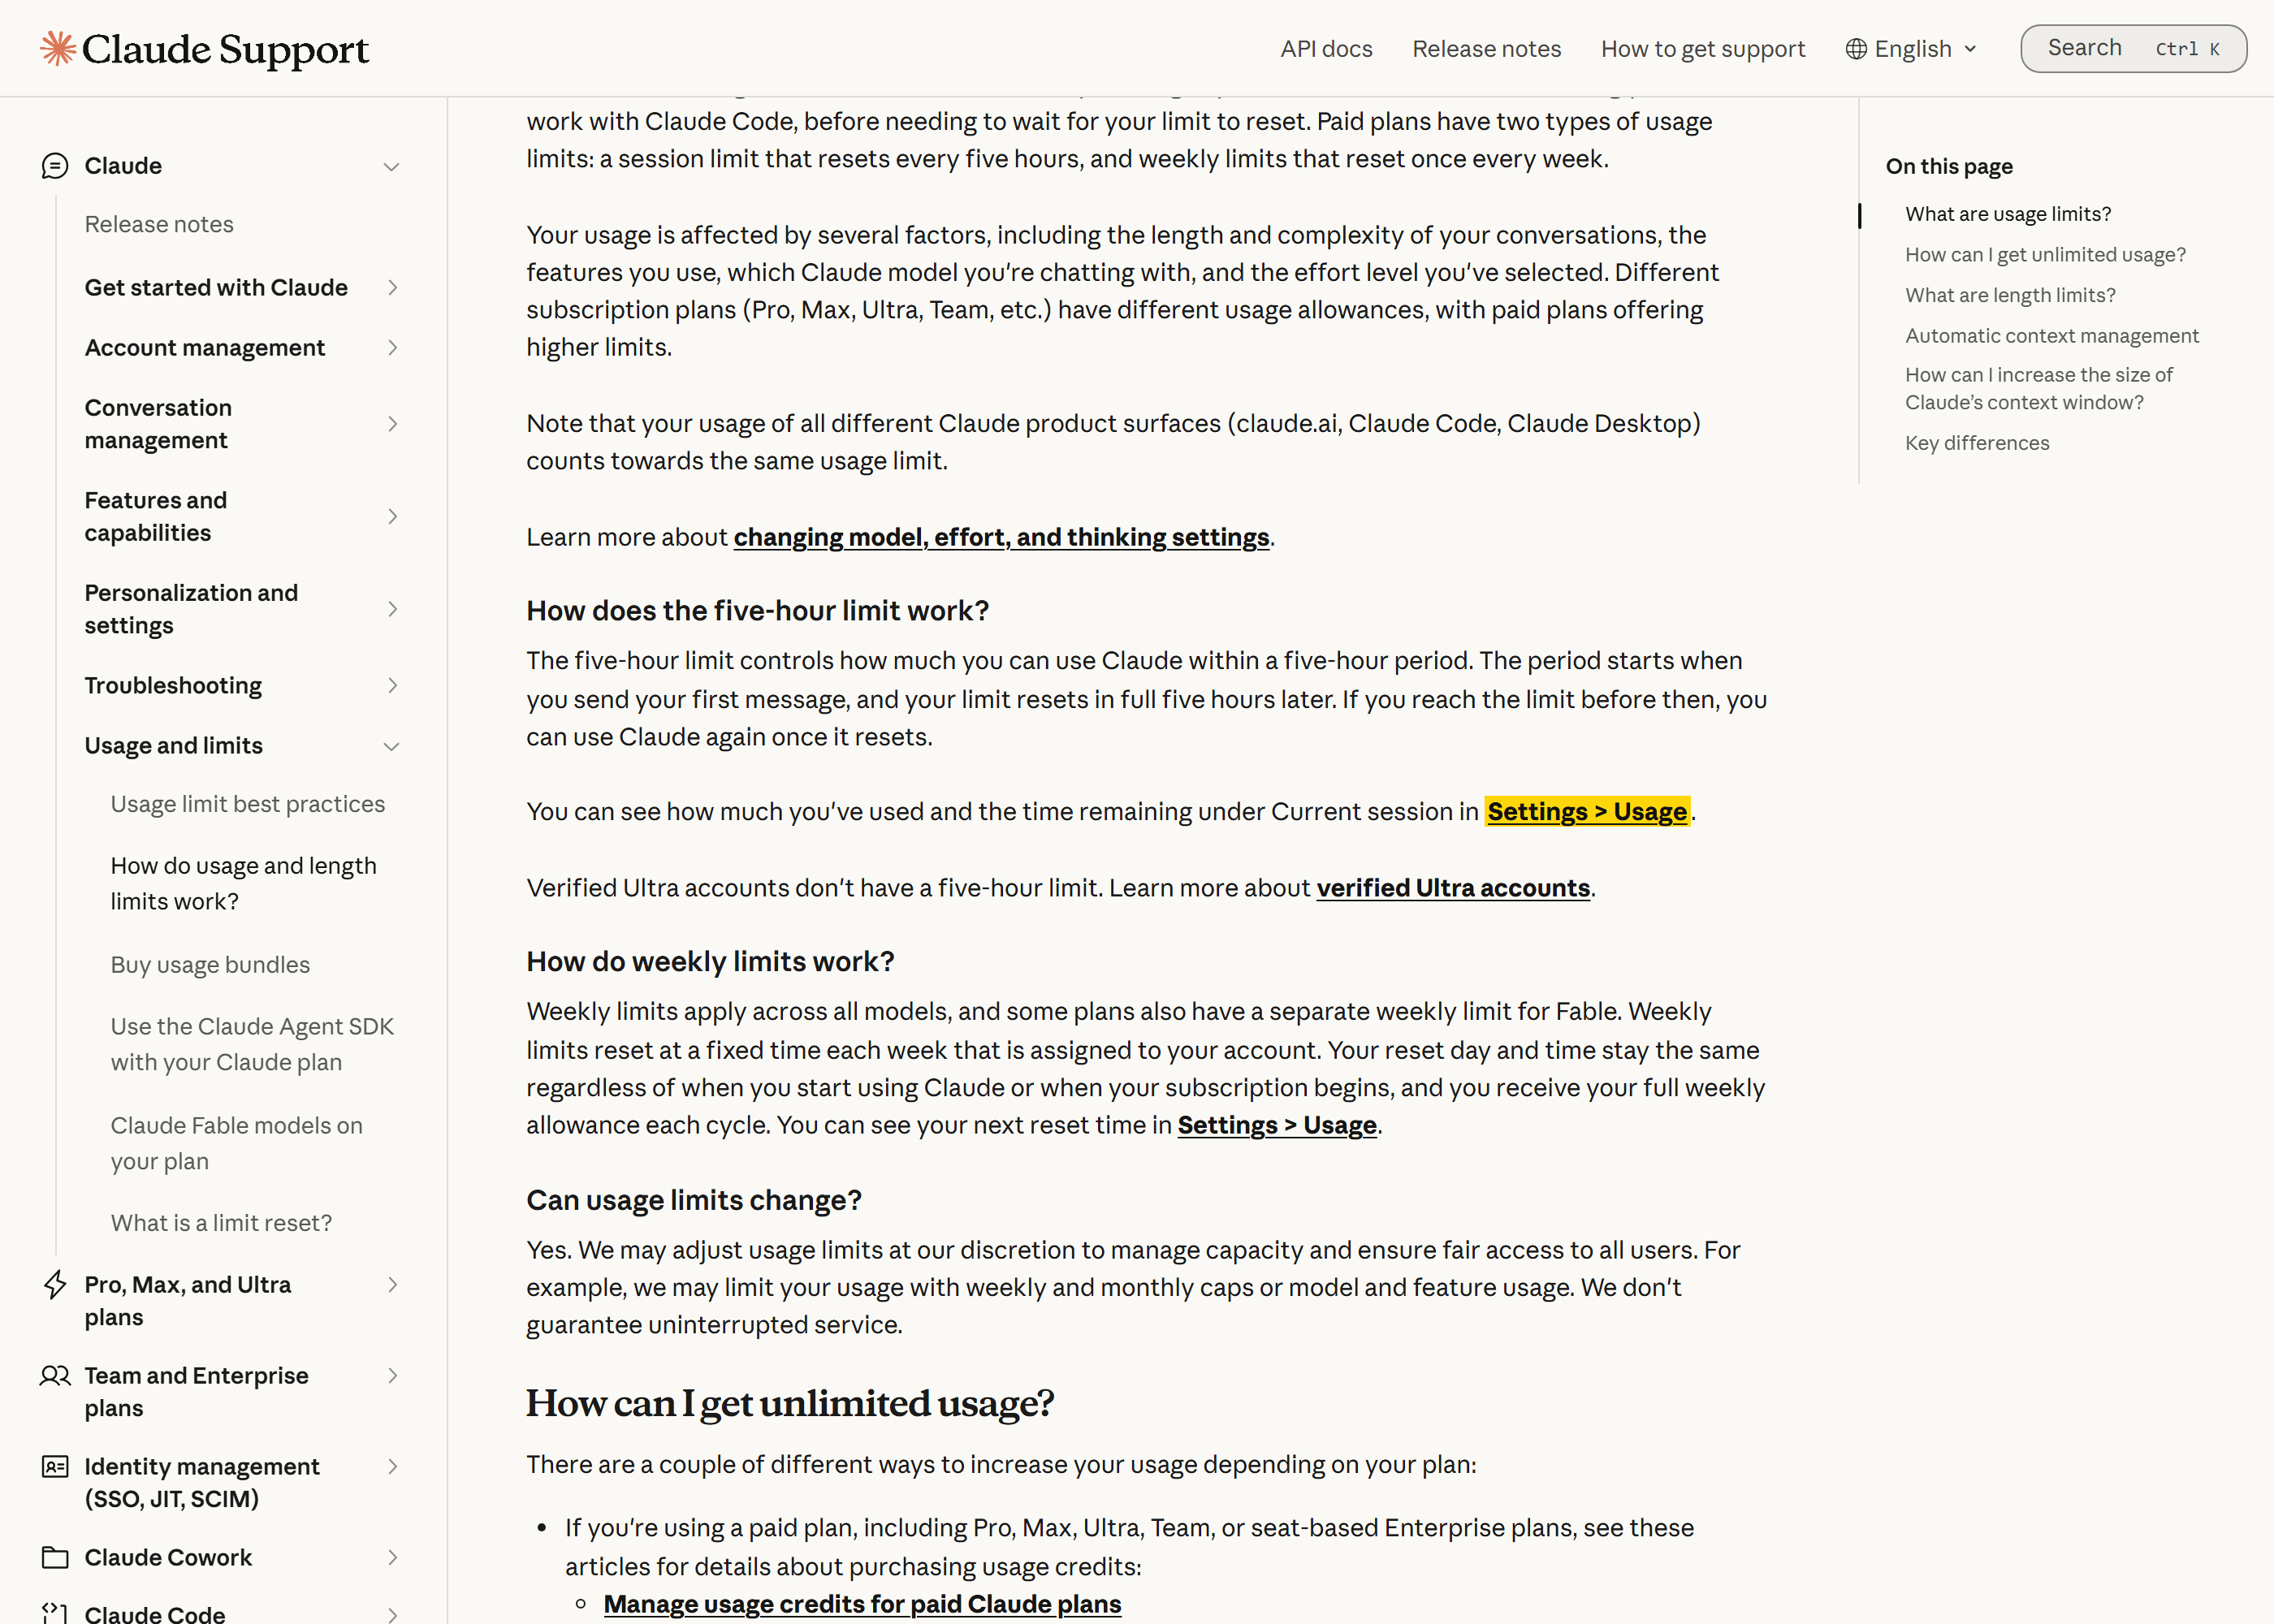 Claude Support
API docs
Release notes
How to get support
English
Search Ctrl K
Claude
Release notes
Get started with Claude
Account management
Conversation
management
Features and
capabilities
Personalization and
settings
Troubleshooting
Usage and limits
Usage limit best practices
How do usage and length
limits work?
Buy usage bundles
Use the Claude Agent SDK
with your Claude plan
Claude Fable models on
your plan
What is a limit reset?
Pro, Max, and Ultra
plans
Team and Enterprise
plans
Identity management
(SSO, JIT, SCIM)
Claude Cowork
Claude Code
work with Claude Code, before needing to wait for your limit to reset. Paid plans have two types of usage
limits: a session limit that resets every five hours, and weekly limits that reset once every week.
Your usage is affected by several factors, including the length and complexity of your conversations, the
features you use, which Claude model you're chatting with, and the effort level you've selected. Different
subscription plans (Pro, Max, Ultra, Team, etc.) have different usage allowances, with paid plans offering
higher limits.
Note that your usage of all different Claude product surfaces (claude.ai, Claude Code, Claude Desktop)
counts towards the same usage limit.
Learn more about changing model, effort, and thinking settings.
How does the five-hour limit work?
The five-hour limit controls how much you can use Claude within a five-hour period. The period starts when
you send your first message, and your limit resets in full five hours later. If you reach the limit before then, you
can use Claude again once it resets.
You can see how much you've used and the time remaining under Current session in Settings > Usage.
Verified Ultra accounts don't have a five-hour limit. Learn more about verified Ultra accounts.
How do weekly limits work?
Weekly limits apply across all models, and some plans also have a separate weekly limit for Fable. Weekly
limits reset at a fixed time each week that is assigned to your account. Your reset day and time stay the same
regardless of when you start using Claude or when your subscription begins, and you receive your full weekly
allowance each cycle. You can see your next reset time in Settings > Usage.
Can usage limits change?
Yes. We may adjust usage limits at our discretion to manage capacity and ensure fair access to all users. For
example, we may limit your usage with weekly and monthly caps or model and feature usage. We don't
guarantee uninterrupted service.
How can I get unlimited usage?
There are a couple of different ways to increase your usage depending on your plan:
If you're using a paid plan, including Pro, Max, Ultra, Team, or seat-based Enterprise plans, see these
articles for details about purchasing usage credits:
Manage usage credits for paid Claude plans
On this page
What are usage limits?
How can I get unlimited usage?
What are length limits?
Automatic context management
How can I increase the size of
Claude's context window?
Key differences